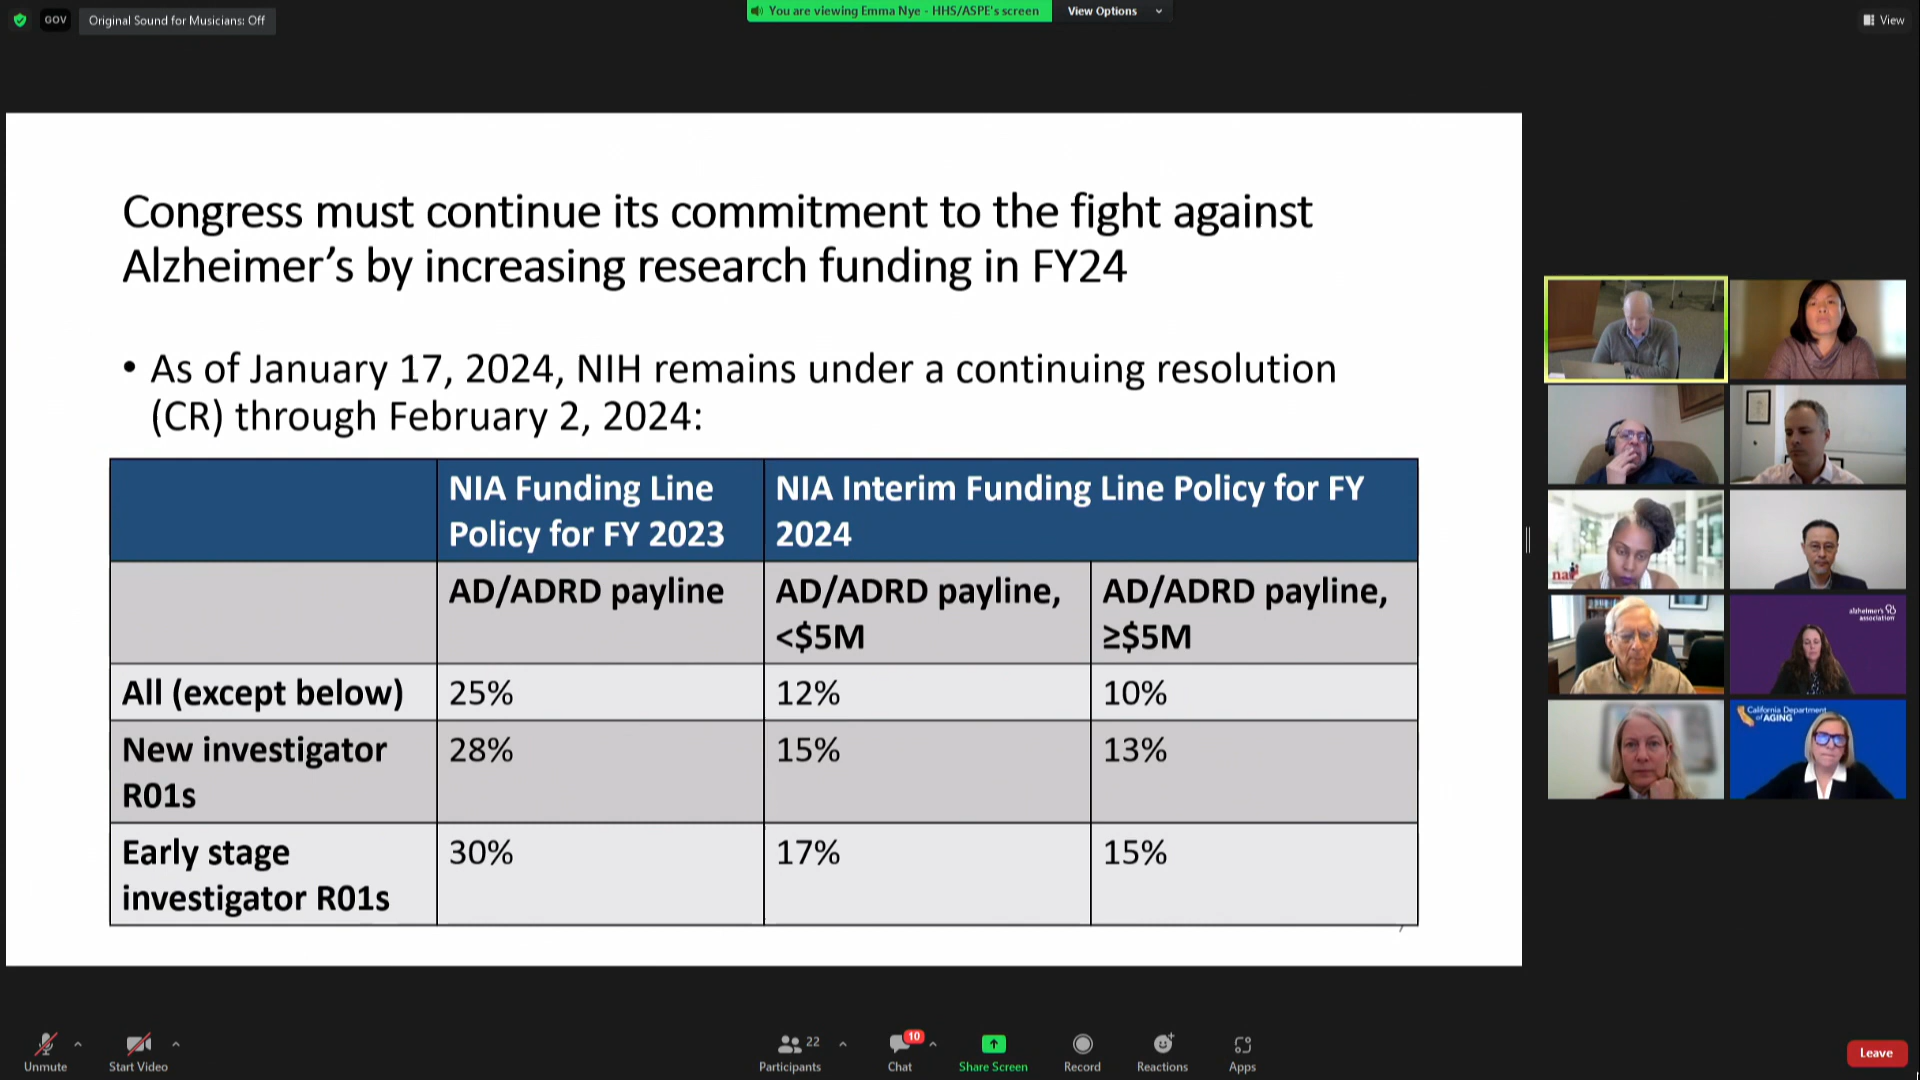 GOV
Original Sound for Musicians: Off
You are viewing Emma Nye - HHS/ASPE's screen
View Options
View
Congress must continue its commitment to the fight against
Alzheimer's by increasing research funding in FY24
• As of January 17, 2024, NIH remains under a continuing resolution
(CR) through February 2, 2024:
NIA Funding Line
Policy for FY 2023
NIA Interim Funding Line Policy for FY
2024
AD/ADRD payline
AD/ADRD payline,
<$5M
AD/ADRD payline,
≥$5M
All (except below)
25%
12%
10%
New investigator
R01s
28%
15%
13%
Early stage
investigator R01s
30%
17%
15%
alzheimer's
association
California Department
of AGING
Unmute
Start Video
22
Participants
10
Chat
Share Screen
Record
Reactions
Apps
Leave